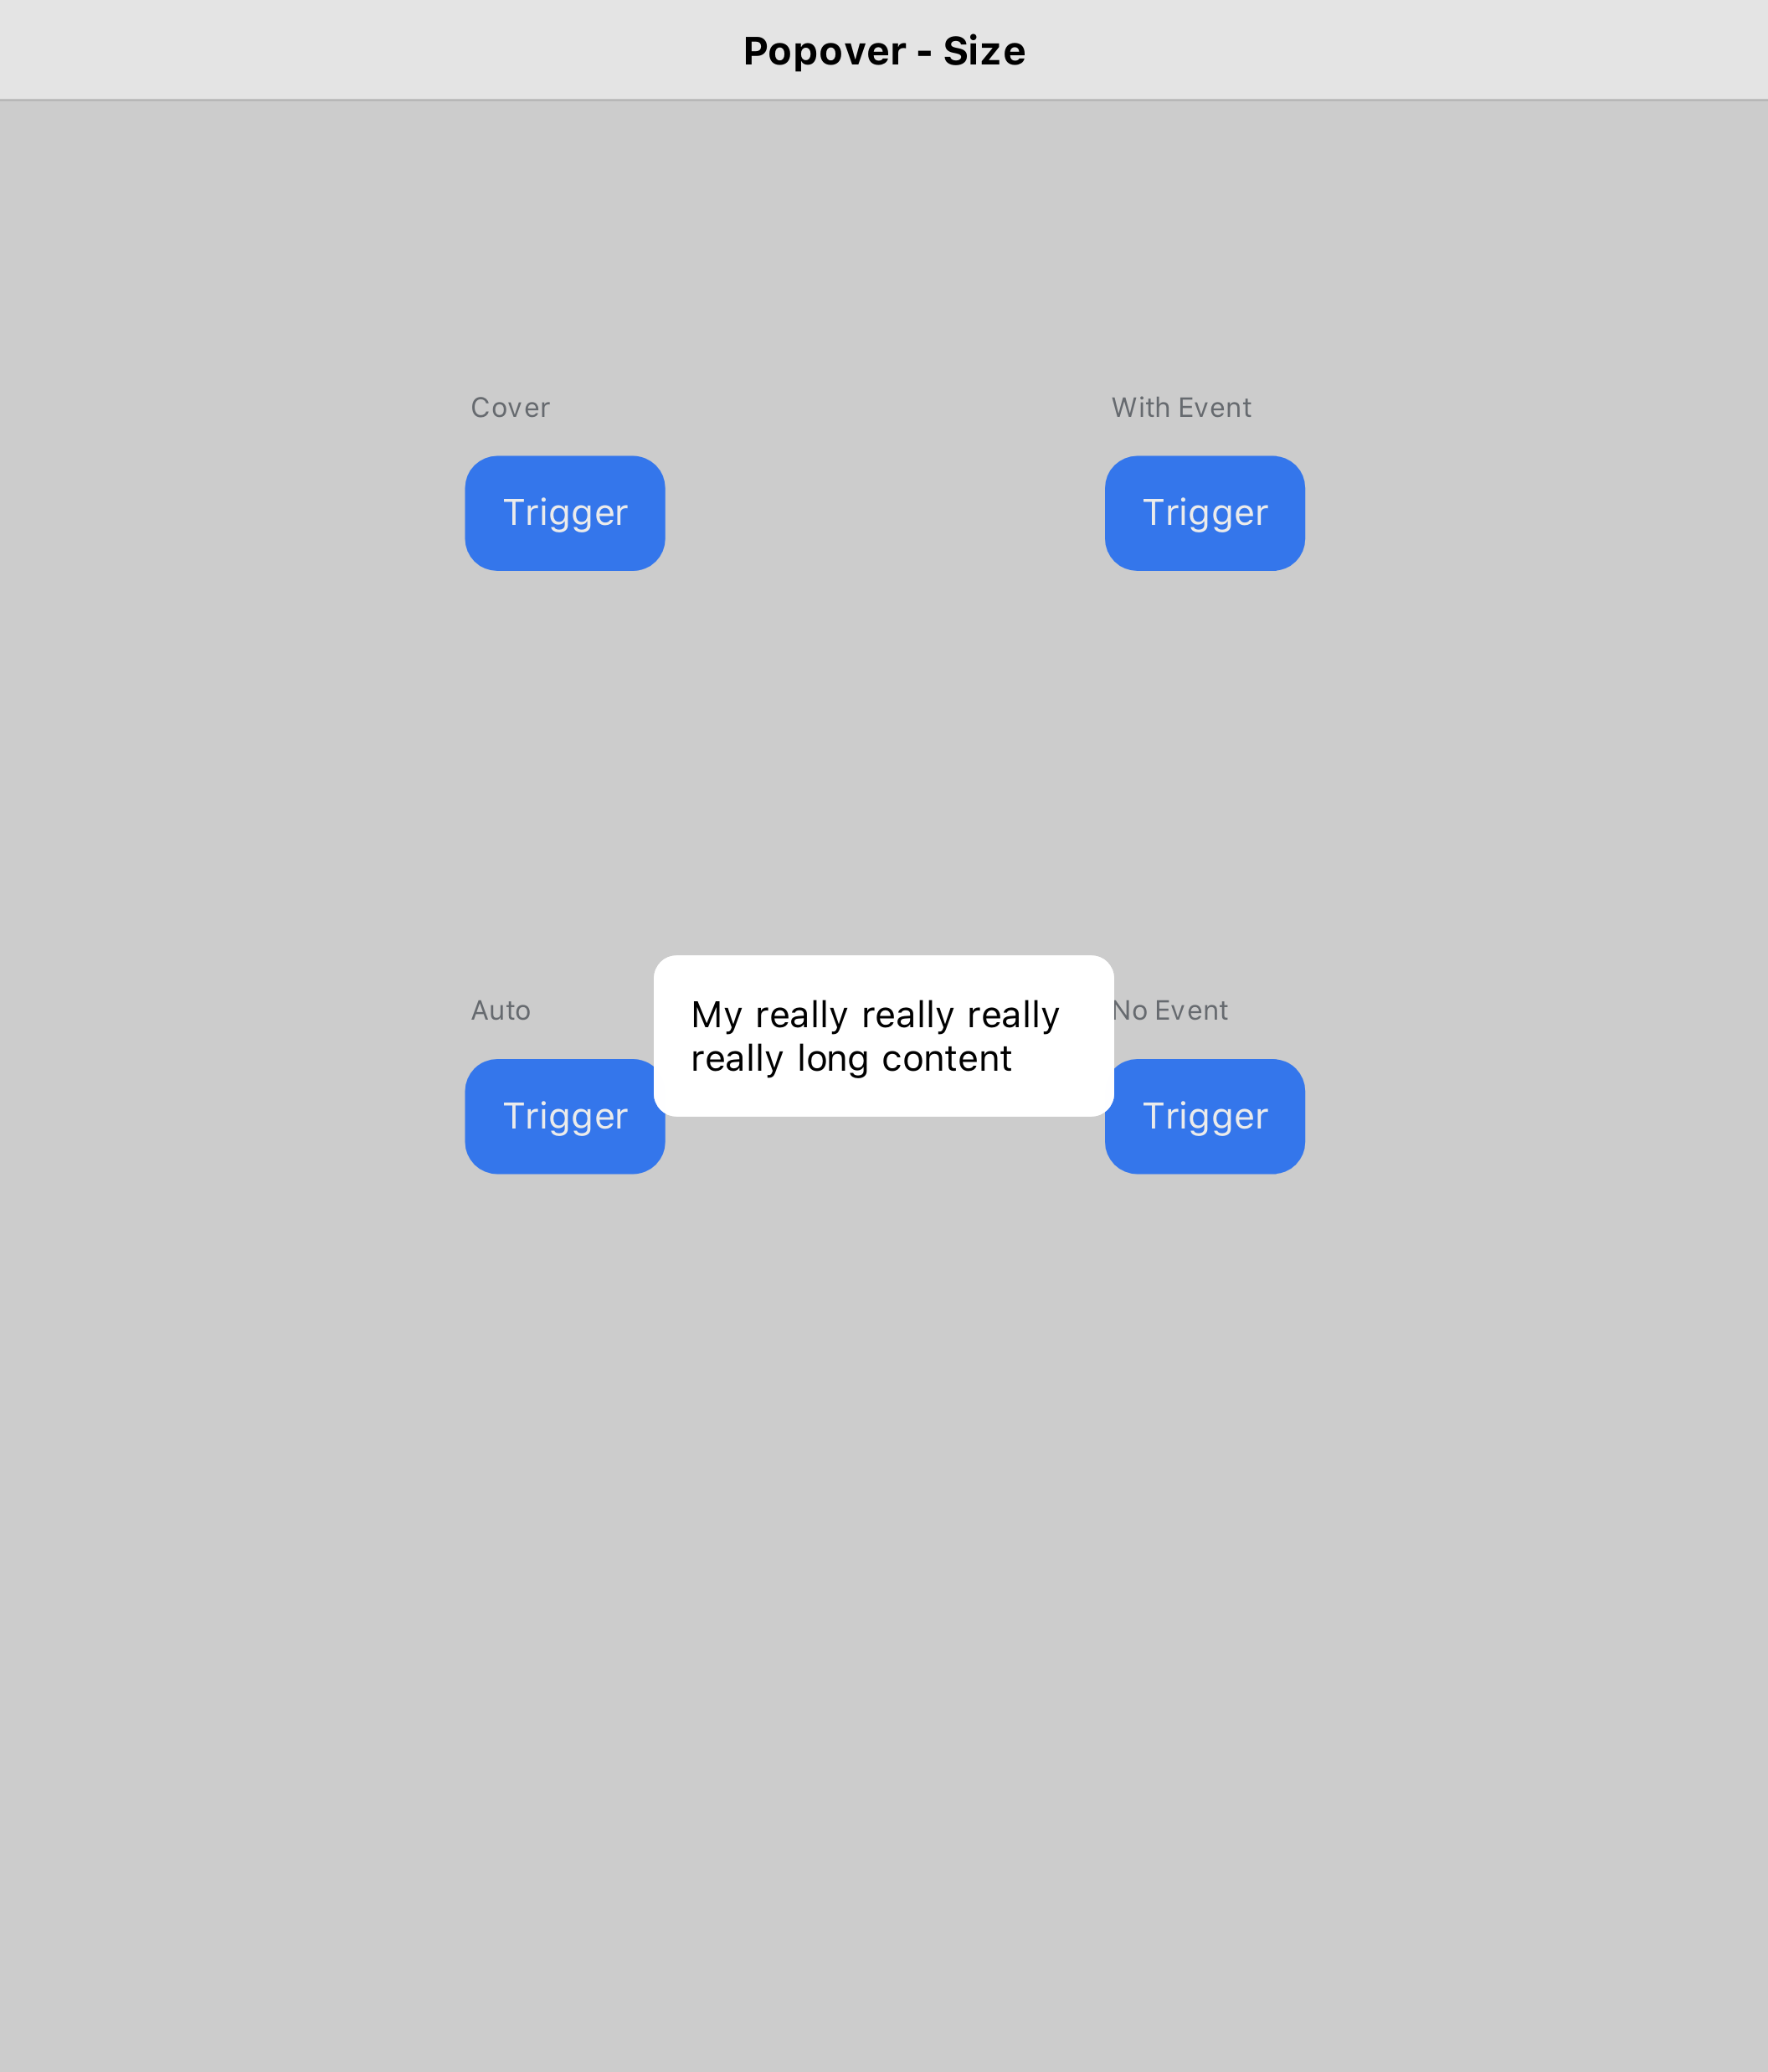 Popover - Size
Cover
With Event
Trigger
Trigger
Auto
My really really really
really long content
No Event
Trigger
Trigger